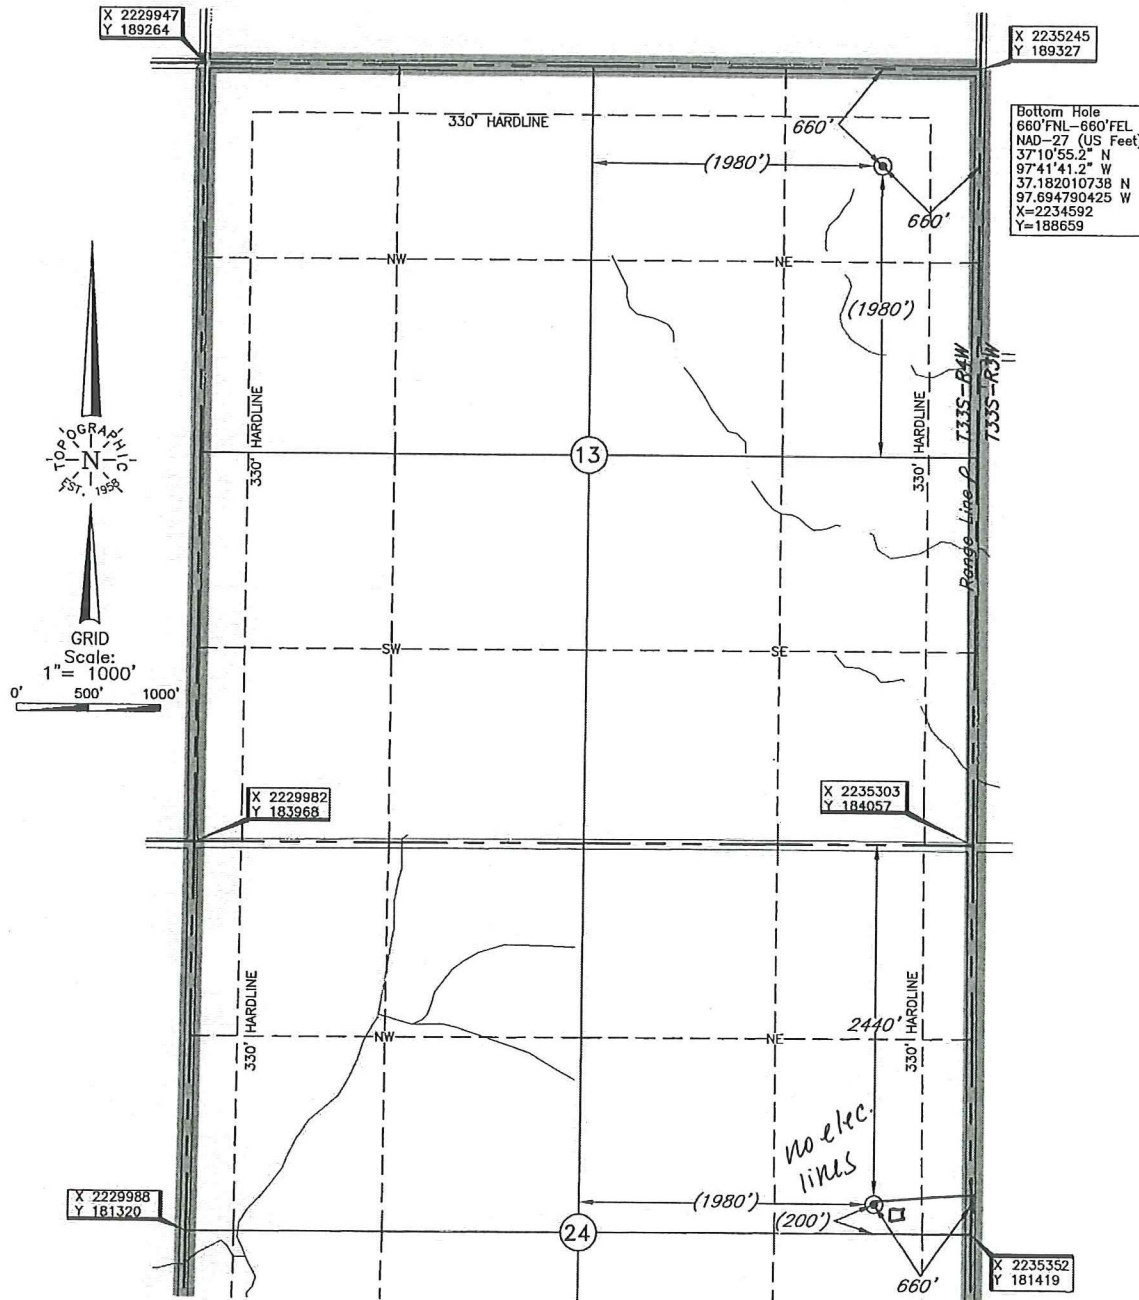 X 2229947
Y 189264
X 2235245
Y 189327
Bottom Hole
660'FNL-660'FEL
NAD-27 (US Feet)
37°10'55.2" N
97°41'41.2" W
37.182010738 N
97.694790425 W
X=2234592
Y=188659
330' HARDLINE
660'
(1980')
660'
NW
NE
(1980')
T33S-R4W
T33S-R3W
330' HARDLINE
330' HARDLINE
13
TOPOGRAPHIC
N
EST. 1958
Range Line
GRID
Scale:
1"= 1000'
0' 500' 1000'
SW
SE
X 2229982
Y 183968
X 2235303
Y 184057
330' HARDLINE
330' HARDLINE
2440'
NW
NE
no elec.
lines
X 2229988
Y 181320
(1980')
(200')
24
660'
X 2235352
Y 181419